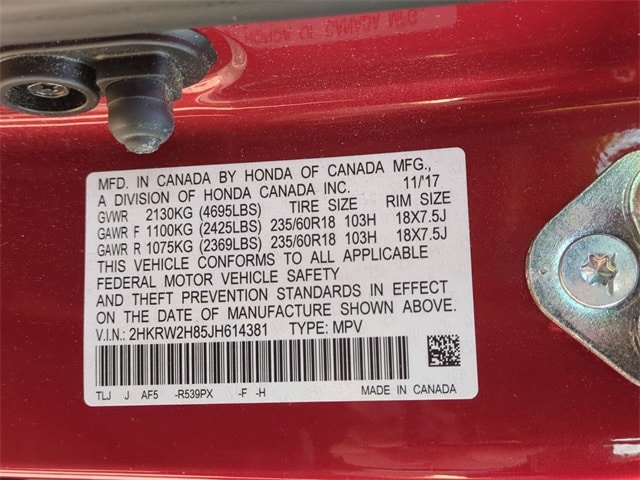 MFD. IN CANADA BY HONDA OF CANADA MFG.,
A DIVISION OF HONDA CANADA INC. 11/'17
TIRE SIZE RIM SIZE
GVWR 2130KG (4695LBS)
GAWR F 1100KG (2425LBS) 235/60R18 103H 18X7.5J
GAWR R 1075KG (2369LBS) 235/60R18 103H 18X7.5J
THIS VEHICLE CONFORMS TO ALL APPLICABLE
FEDERAL MOTOR VEHICLE SAFETY
AND THEFT PREVENTION STANDARDS IN EFFECT
ON THE DATE OF MANUFACTURE SHOWN ABOVE.
V.I.N.: 2HKRW2H85JH614381 TYPE: MPV
TLJ J AF5 -R539PX -F -H MADE IN CANADA